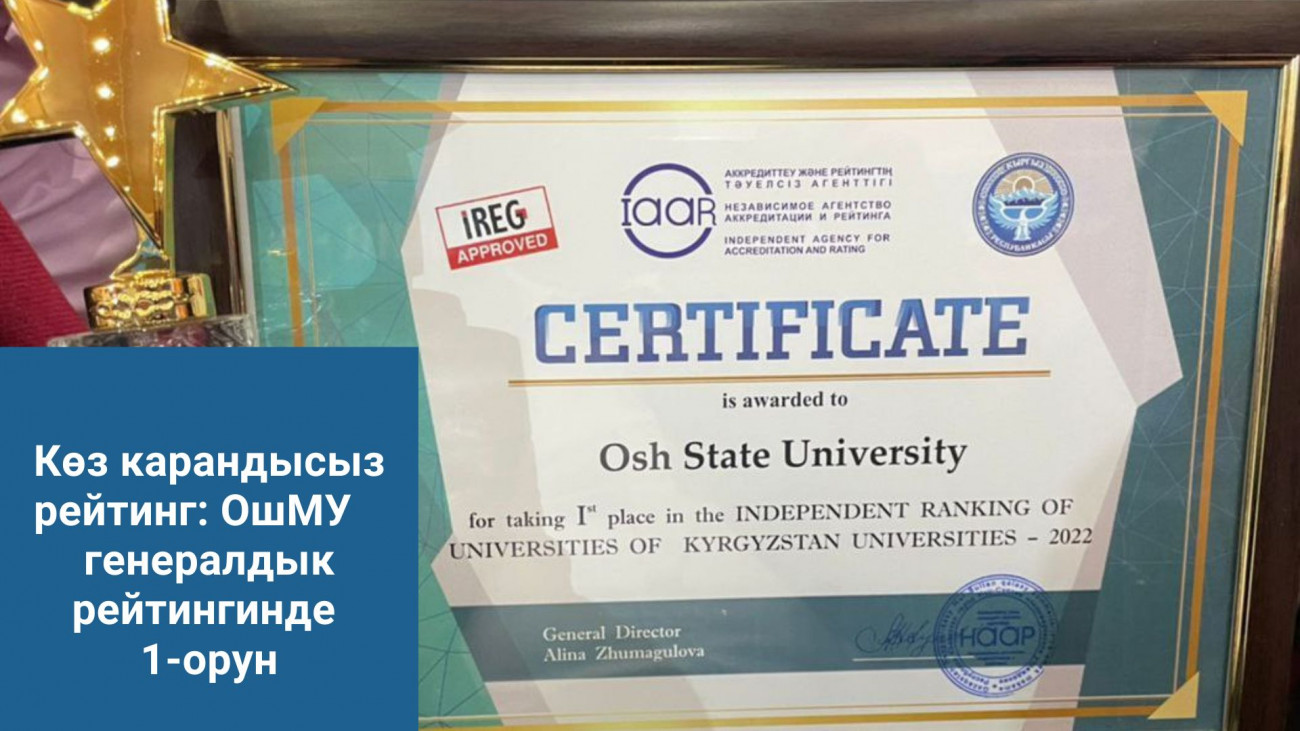 IREG
APPROVED
IAAR
АККРЕДИТТЕУ ЖӘНЕ РЕЙТИНГТІҢ
ТӘУЕЛСІЗ АГЕНТТІГІ
НЕЗАВИСИМОЕ АГЕНТСТВО
АККРЕДИТАЦИИ И РЕЙТИНГА
INDEPENDENT AGENCY FOR
ACCREDITATION AND RATING
КЫРГЫЗ РЕСПУБЛИКАСЫ
CERTIFICATE
is awarded to
Osh State University
for taking Iˢᵗ place in the INDEPENDENT RANKING OF
UNIVERSITIES OF KYRGYZSTAN UNIVERSITIES – 2022
General Director
Alina Zhumagulova
НААР
Көз карандысыз
рейтинг: ОшМУ
генералдык
рейтингинде
1-орун